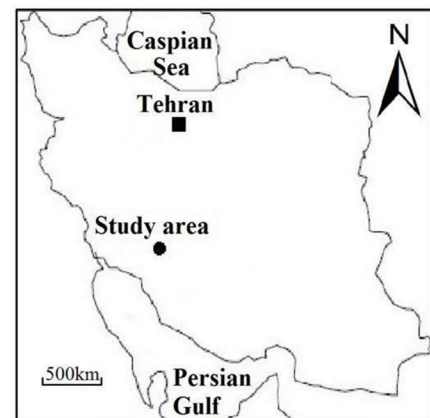 Caspian
Sea
N
Tehran
Study area
500km
Persian
Gulf